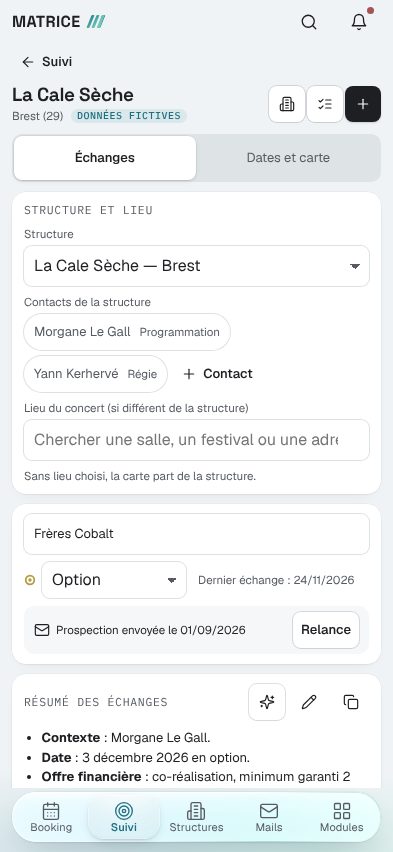 MATRICE
Suivi
La Cale Sèche
Brest (29) DONNÉES FICTIVES
Échanges Dates et carte
STRUCTURE ET LIEU
Structure
La Cale Sèche — Brest
Contacts de la structure
Morgane Le Gall Programmation
Yann Kerhervé Régie + Contact
Lieu du concert (si différent de la structure)
Chercher une salle, un festival ou une adre
Sans lieu choisi, la carte part de la structure.
Frères Cobalt
Option Dernier échange : 24/11/2026
Prospection envoyée le 01/09/2026 Relance
RÉSUMÉ DES ÉCHANGES
• Contexte : Morgane Le Gall.
• Date : 3 décembre 2026 en option.
• Offre financière : co-réalisation, minimum garanti 2
Booking Suivi Structures Mails Modules